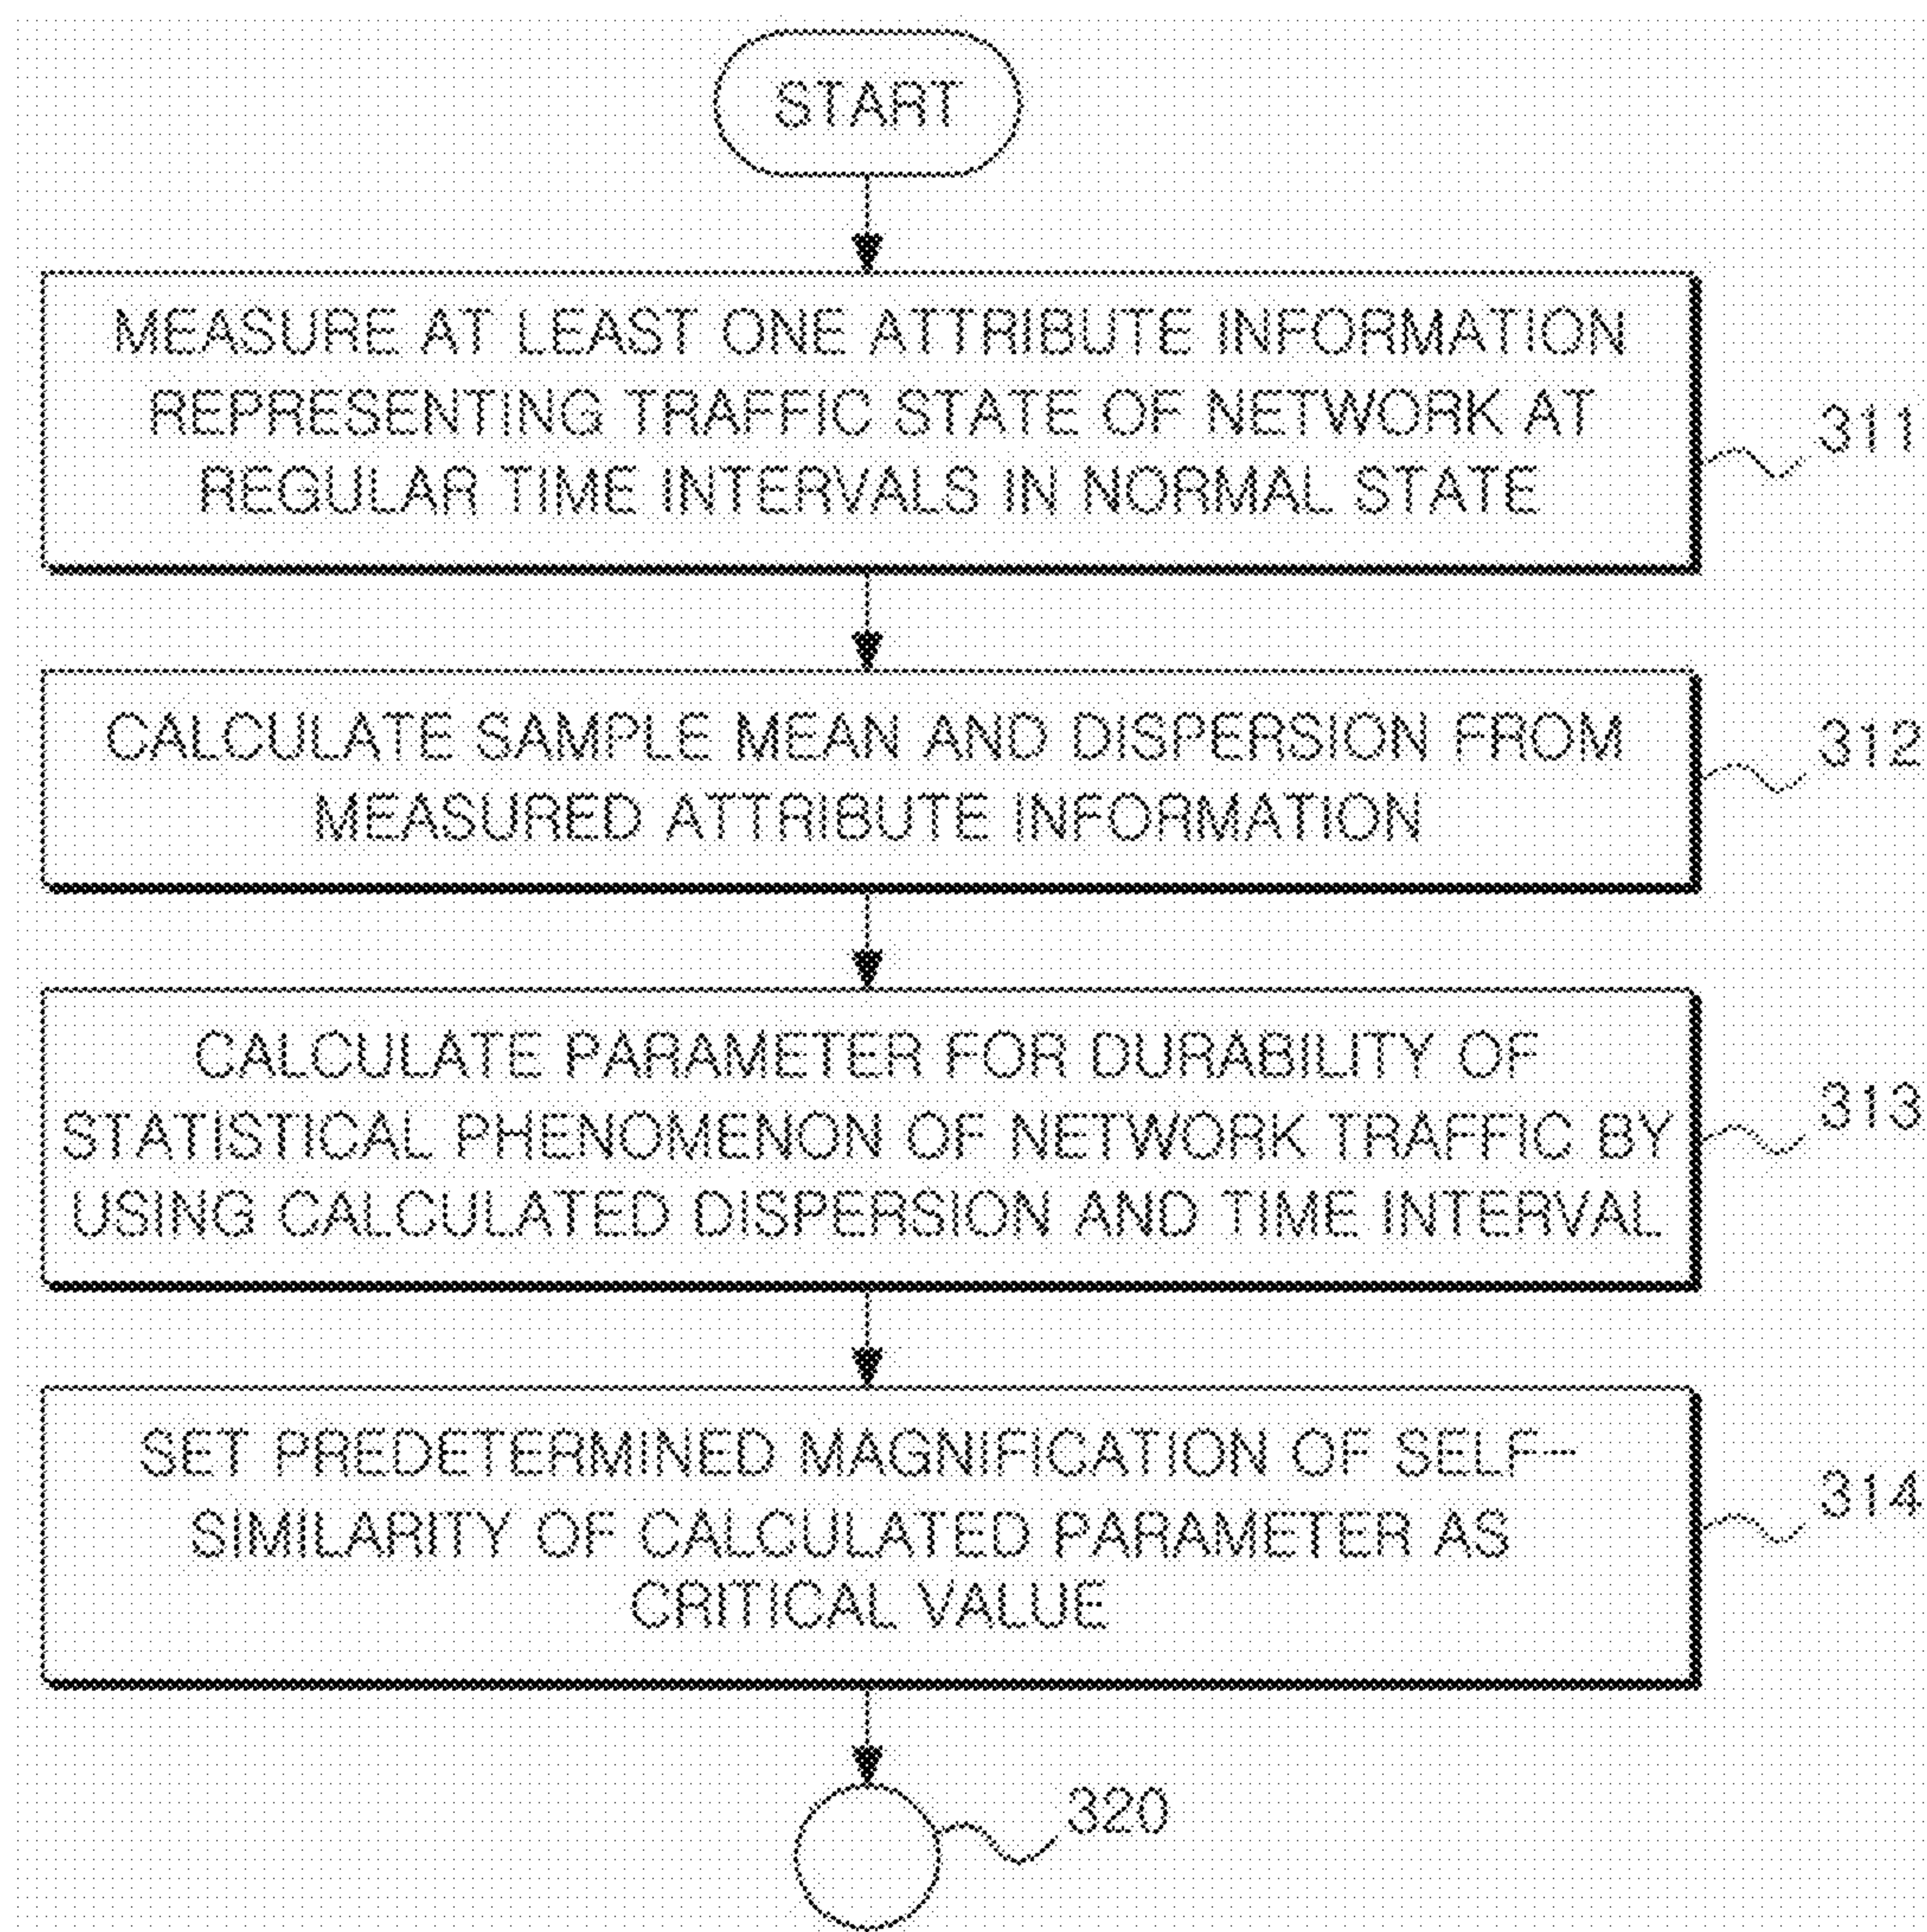 START
MEASURE AT LEAST ONE ATTRIBUTE INFORMATION
REPRESENTING TRAFFIC STATE OF NETWORK AT
REGULAR TIME INTERVALS IN NORMAL STATE
311
CALCULATE SAMPLE MEAN AND DISPERSION FROM
MEASURED ATTRIBUTE INFORMATION
312
CALCULATE PARAMETER FOR DURABILITY OF
STATISTICAL PHENOMENON OF NETWORK TRAFFIC BY
USING CALCULATED DISPERSION AND TIME INTERVAL
313
SET PREDETERMINED MAGNIFICATION OF SELF-
SIMILARITY OF CALCULATED PARAMETER AS
CRITICAL VALUE
314
320